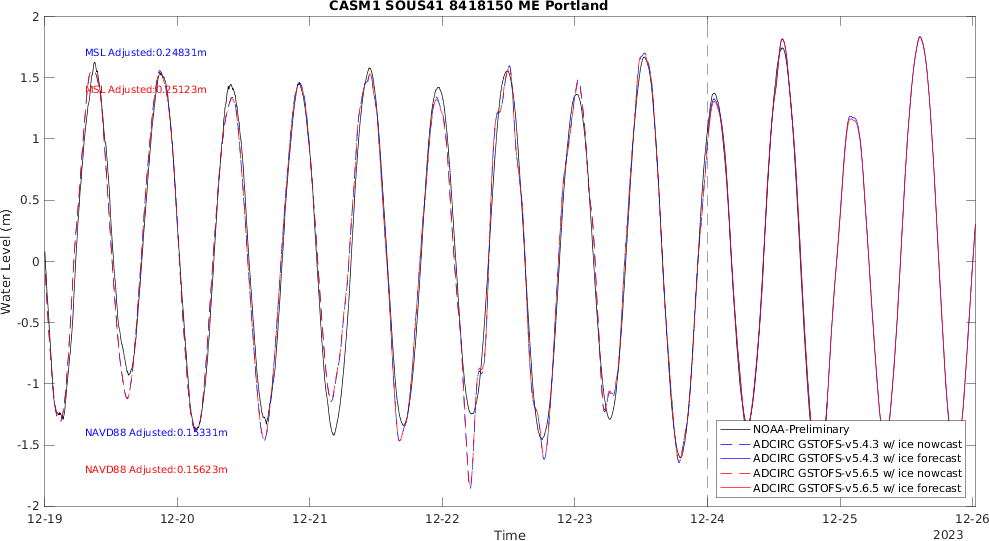 CASM1 SOUS41 8418150 ME Portland
2
MSL Adjusted:0.24831m
1.5
MSL Adjusted:0.25123m
1
0.5
Water Level (m)
0
-0.5
-1
NAVD88 Adjusted:0.15331m
-1.5
NAVD88 Adjusted:0.15623m
-2
NOAA-Preliminary
ADCIRC GSTOFS-v5.4.3 w/ ice nowcast
ADCIRC GSTOFS-v5.4.3 w/ ice forecast
ADCIRC GSTOFS-v5.6.5 w/ ice nowcast
ADCIRC GSTOFS-v5.6.5 w/ ice forecast
12-19 12-20 12-21 12-22 12-23 12-24 12-25 12-26
Time
2023